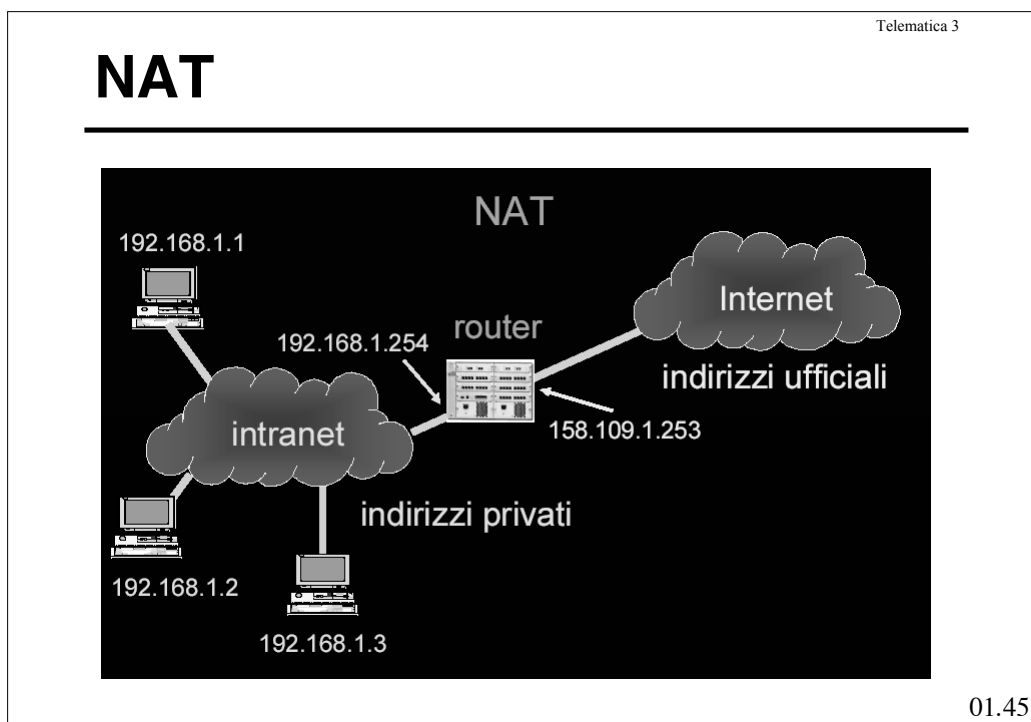 Telematica 3
NAT
NAT
192.168.1.1
Internet
router
192.168.1.254
indirizzi ufficiali
intranet
158.109.1.253
indirizzi privati
192.168.1.2
192.168.1.3
01.45